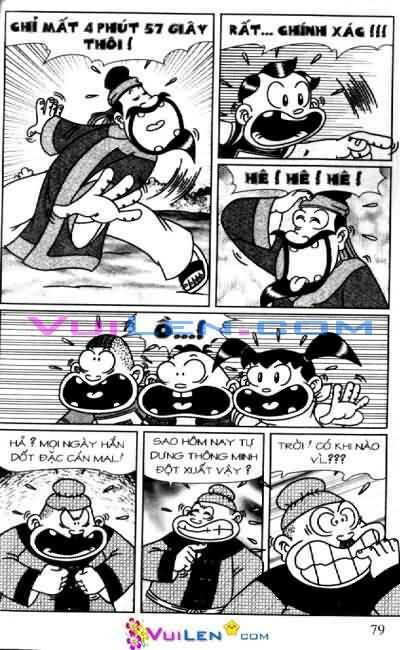 CHỈ MẤT 4 PHÚT 57 GIÂY
THÔI !
RẤT... CHÍNH XÁC !!!
HÊ ! HÊ ! HÊ !
VUILEN.COM
Ồ...!
HẢ ? MỌI NGÀY HẮN
DỐT ĐẶC CÁN MAI..!
SAO HÔM NAY TỰ
DƯNG THÔNG MINH
ĐỘT XUẤT VẬY ?
TRỜI ! CÓ KHI NÀO
VÌ..???
79
VUILEN.COM